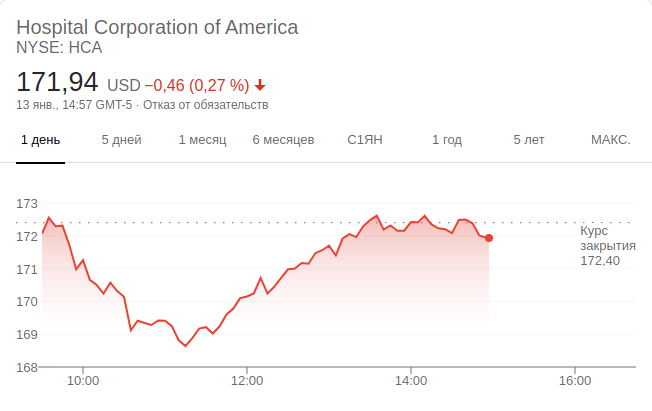 Hospital Corporation of America
NYSE: HCA
171,94 USD −0,46 (0,27 %)
13 янв., 14:57 GMT-5 · Отказ от обязательств
1 день 5 дней 1 месяц 6 месяцев С1ЯН 1 год 5 лет МАКС.
173
172
171
170
169
168
Курс
закрытия
172,40
10:00 12:00 14:00 16:00